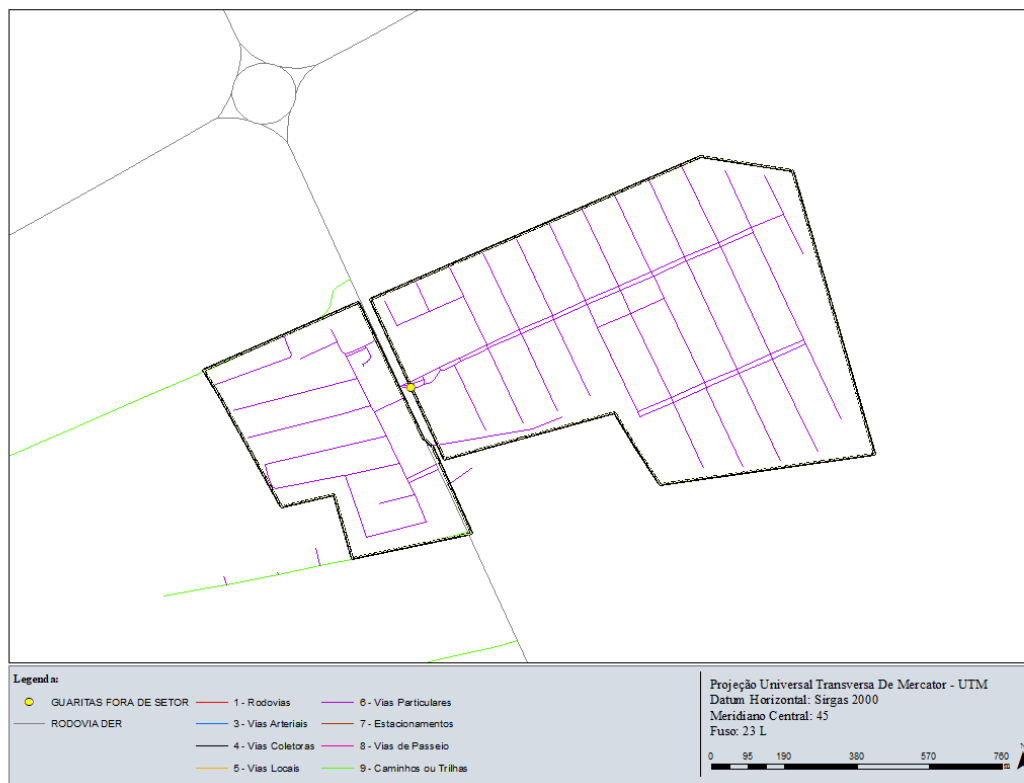 Legenda:
GUARITAS FORA DE SETOR
RODOVIA DER
1 - Rodovias
3 - Vias Arteriais
4 - Vias Coletoras
5 - Vias Locais
6 - Vias Particulares
7 - Estacionamentos
8 - Vias de Passeio
9 - Caminhos ou Trilhas
Projeção Universal Transversa De Mercator - UTM
Datum Horizontal: Sirgas 2000
Meridiano Central: 45
Fuso: 23 L
0 95 190 380 570 760